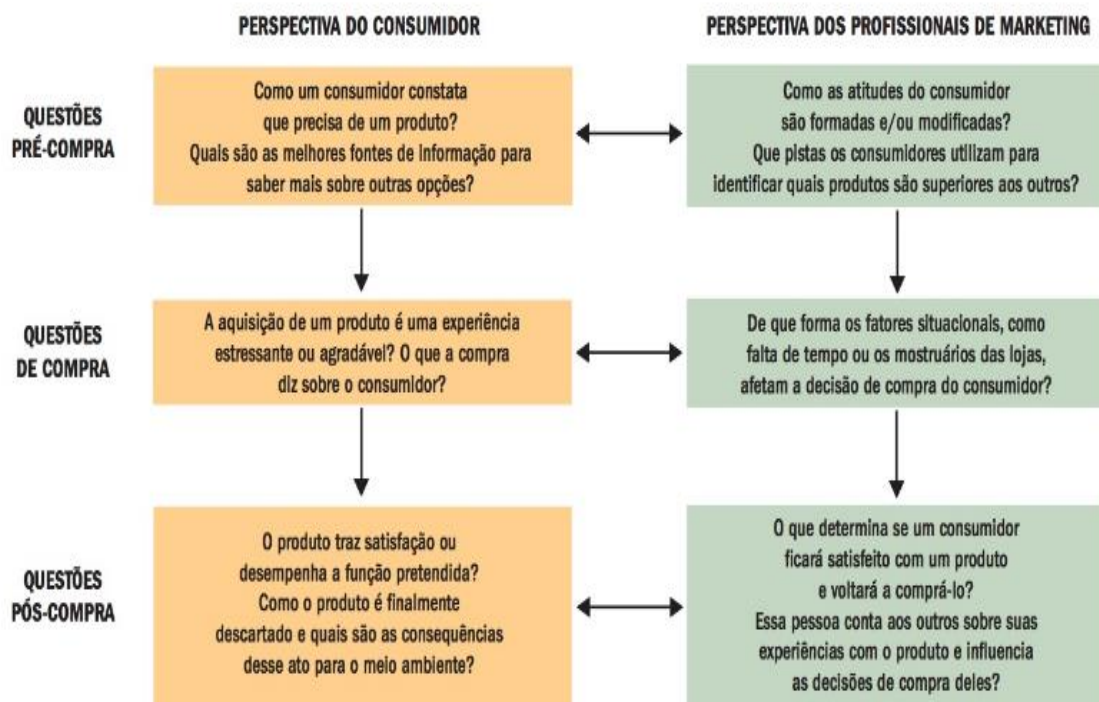 PERSPECTIVA DO CONSUMIDOR
PERSPECTIVA DOS PROFISSIONAIS DE MARKETING
QUESTÕES
PRÉ-COMPRA
Como um consumidor constata
que precisa de um produto?
Quais são as melhores fontes de informação para
saber mais sobre outras opções?
Como as atitudes do consumidor
são formadas e/ou modificadas?
Que pistas os consumidores utilizam para
identificar quais produtos são superiores aos outros?
QUESTÕES
DE COMPRA
A aquisição de um produto é uma experiência
estressante ou agradável? O que a compra
diz sobre o consumidor?
De que forma os fatores situacionais, como
falta de tempo ou os mostruários das lojas,
afetam a decisão de compra do consumidor?
QUESTÕES
PÓS-COMPRA
O produto traz satisfação ou
desempenha a função pretendida?
Como o produto é finalmente
descartado e quais são as consequências
desse ato para o meio ambiente?
O que determina se um consumidor
ficará satisfeito com um produto
e voltará a comprá-lo?
Essa pessoa conta aos outros sobre suas
experiências com o produto e influencia
as decisões de compra deles?